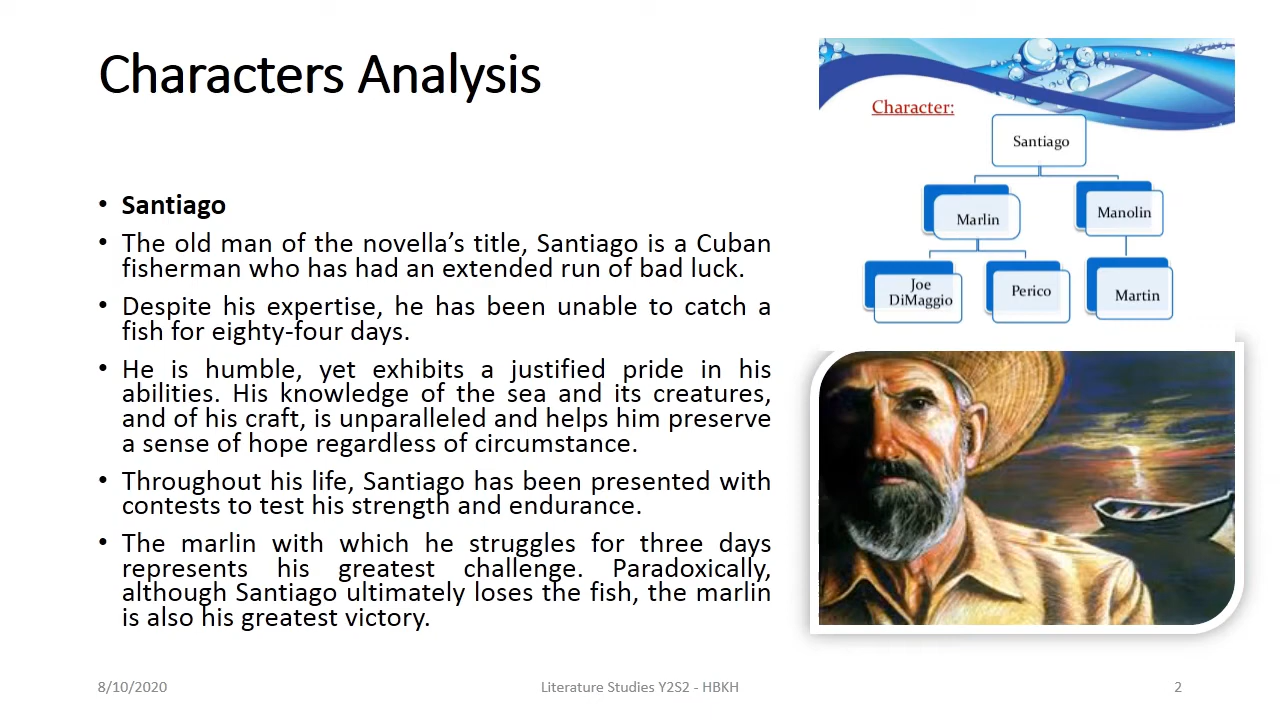 Characters Analysis
• Santiago
• The old man of the novella’s title, Santiago is a Cuban
fisherman who has had an extended run of bad luck.
• Despite his expertise, he has been unable to catch a
fish for eighty-four days.
• He is humble, yet exhibits a justified pride in his
abilities. His knowledge of the sea and its creatures,
and of his craft, is unparalleled and helps him preserve
a sense of hope regardless of circumstance.
• Throughout his life, Santiago has been presented with
contests to test his strength and endurance.
• The marlin with which he struggles for three days
represents his greatest challenge. Paradoxically,
although Santiago ultimately loses the fish, the marlin
is also his greatest victory.
Character:
Santiago
Marlin
Manolin
Joe
DiMaggio
Perico
Martin
8/10/2020
Literature Studies Y2S2 - HBKH
2